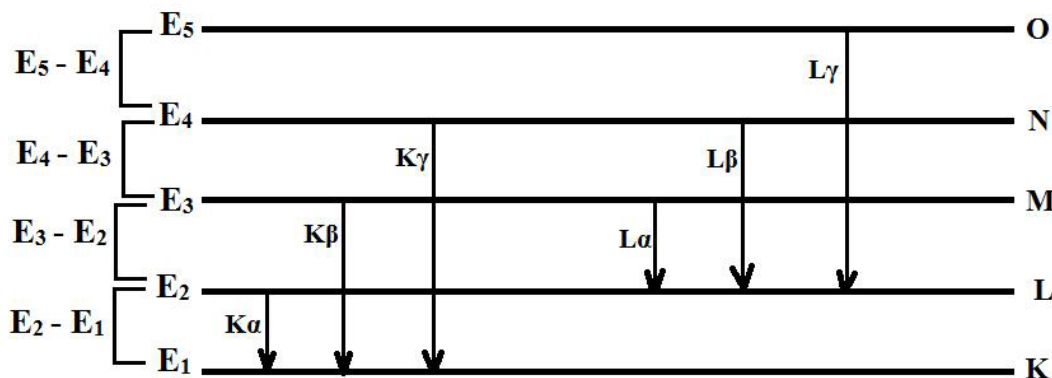 E₅ O
E₅ - E₄
Lγ
E₄ N
E₄ - E₃
Kγ Lβ
E₃ M
E₃ - E₂
Kβ Lα
E₂ L
E₂ - E₁
Kα
E₁ K